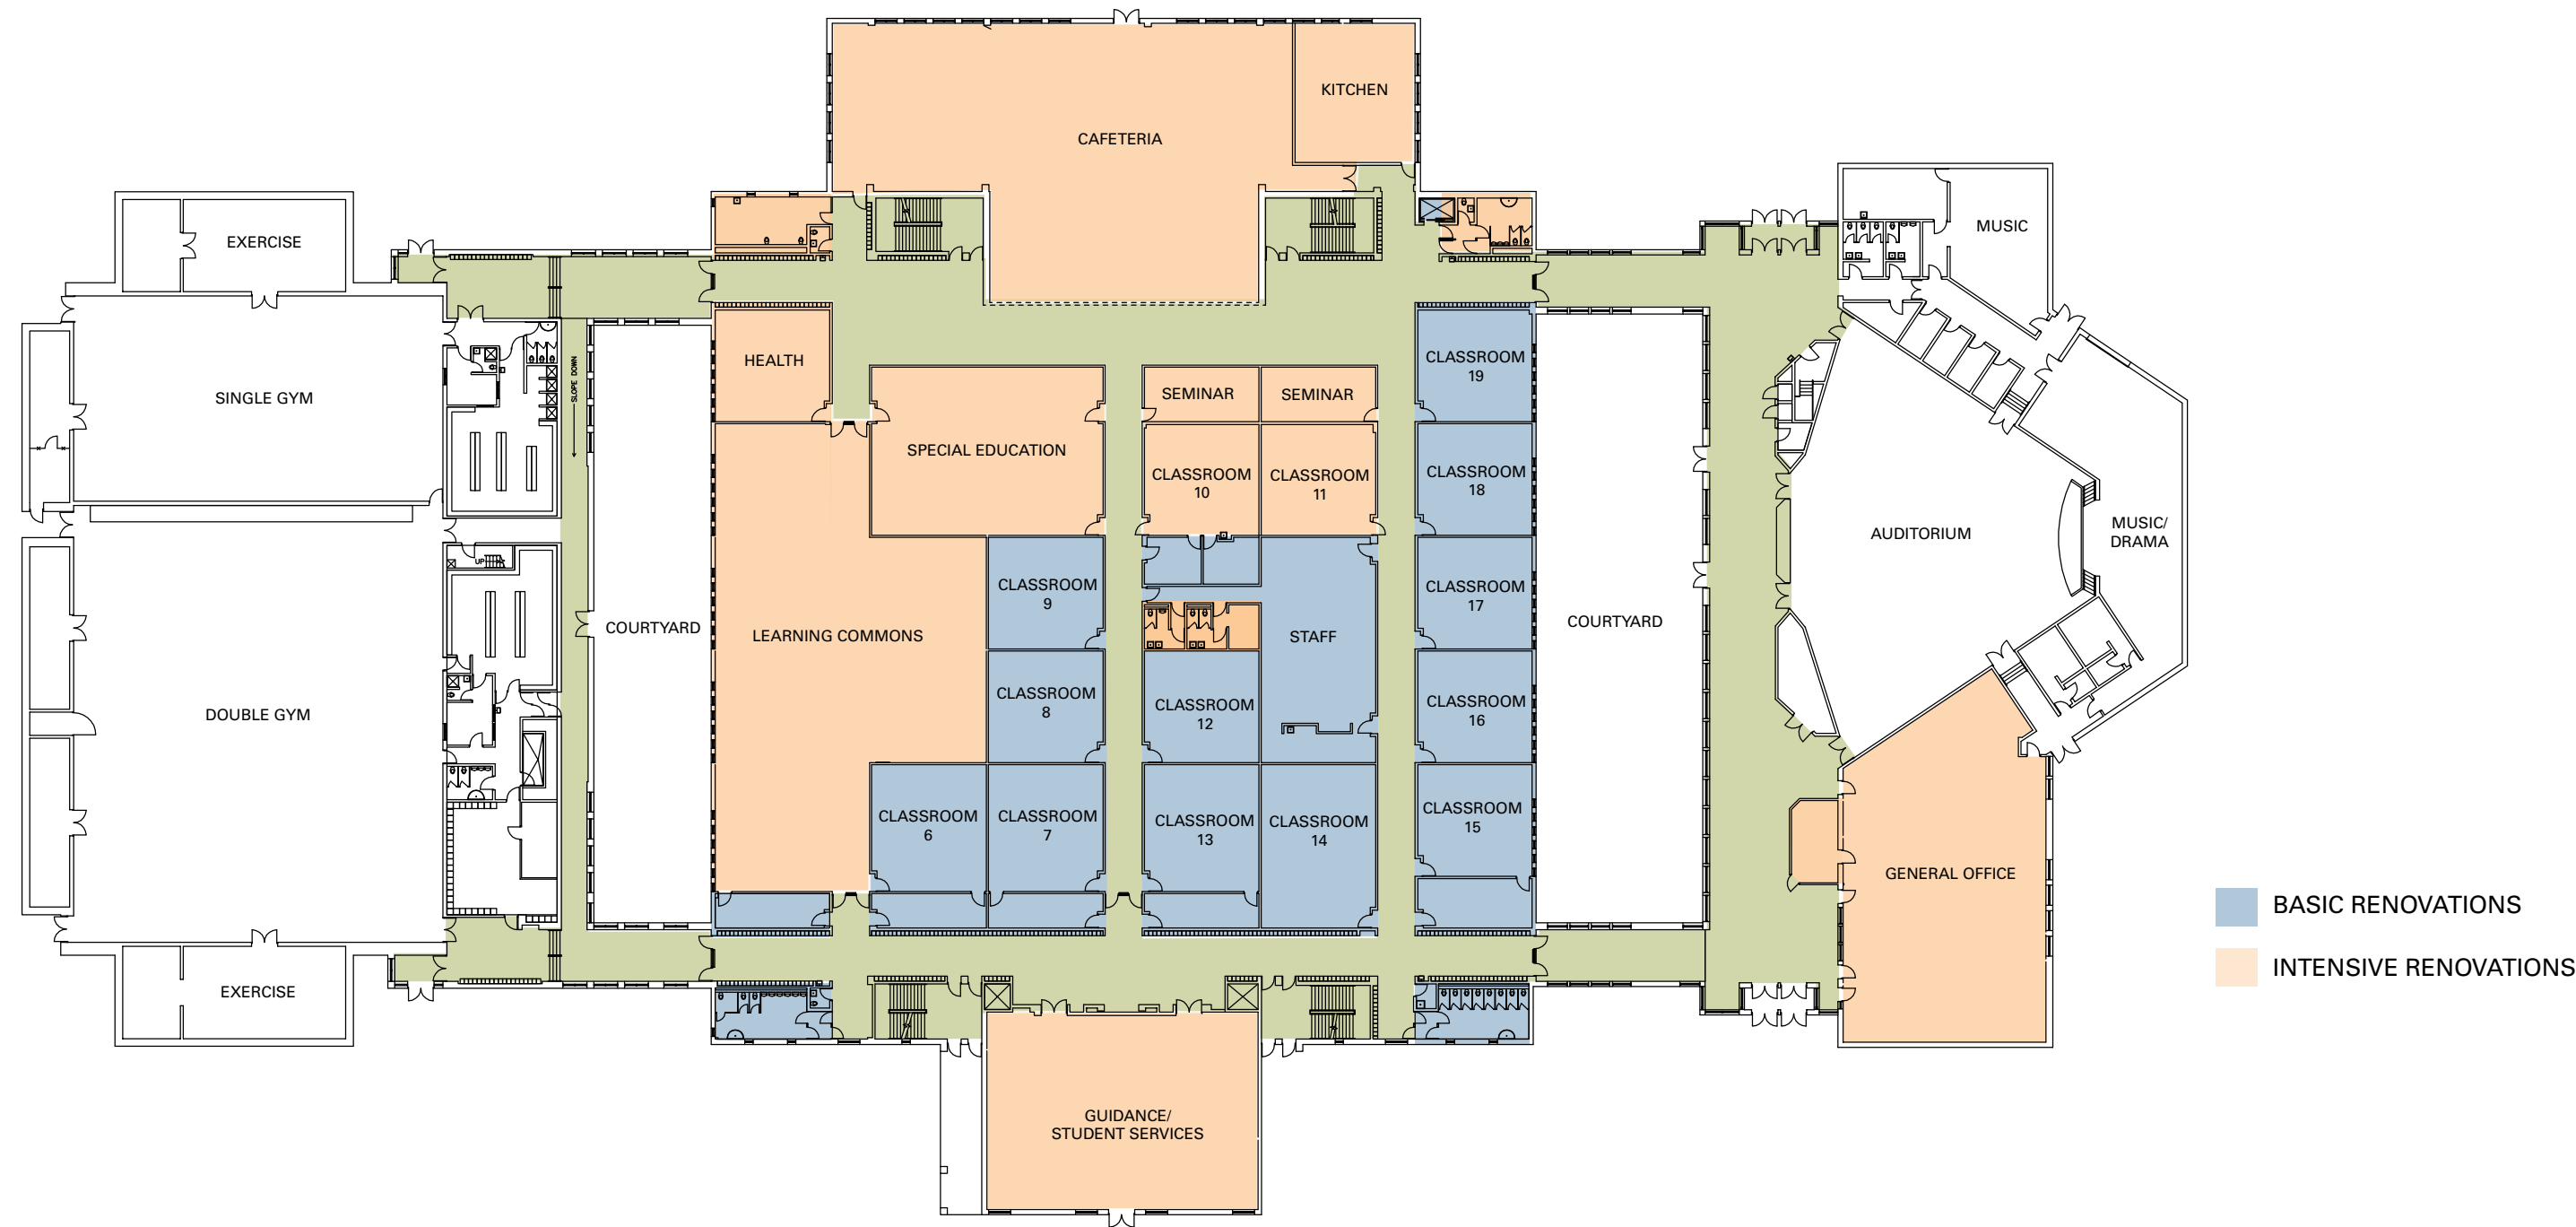 KITCHEN
CAFETERIA
EXERCISE
MUSIC
HEALTH
CLASSROOM
19
SLOPE DOWN
SINGLE GYM
SEMINAR
SEMINAR
SPECIAL EDUCATION
CLASSROOM
10
CLASSROOM
11
CLASSROOM
18
AUDITORIUM
MUSIC/
DRAMA
UP
CLASSROOM
9
CLASSROOM
17
COURTYARD
LEARNING COMMONS
STAFF
COURTYARD
CLASSROOM
8
CLASSROOM
12
CLASSROOM
16
DOUBLE GYM
CLASSROOM
6
CLASSROOM
7
CLASSROOM
13
CLASSROOM
14
CLASSROOM
15
GENERAL OFFICE
BASIC RENOVATIONS
INTENSIVE RENOVATIONS
EXERCISE
GUIDANCE/
STUDENT SERVICES